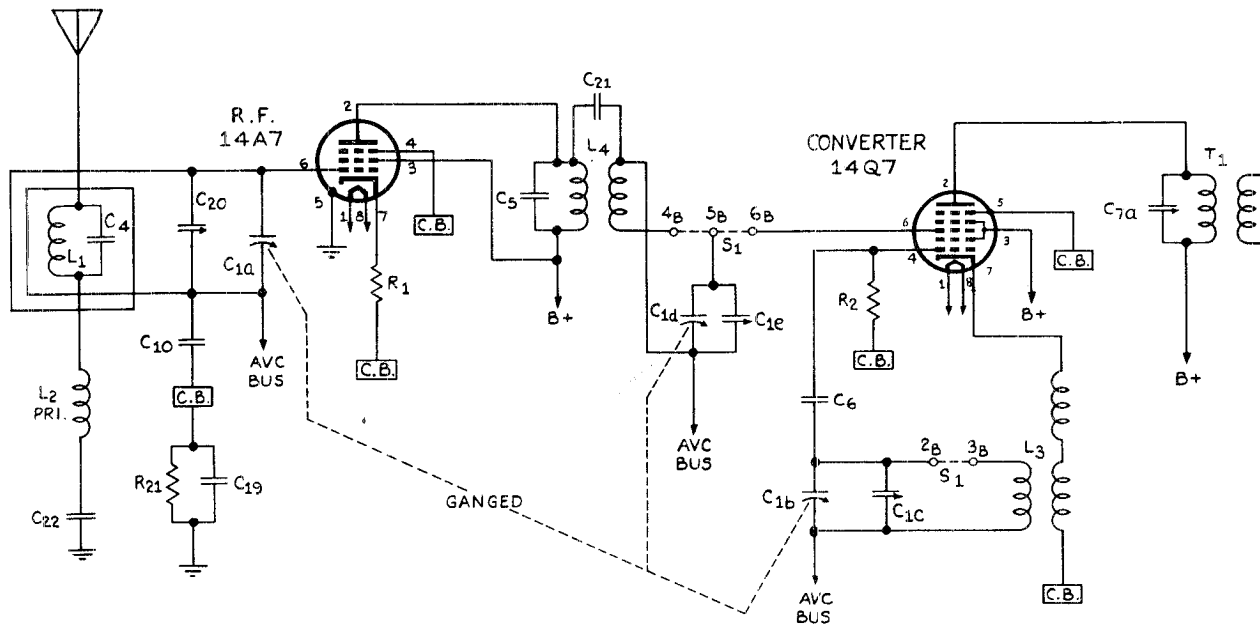 R.F.
14A7
2
4
3
6
5
1
8
7
C.B.
C20
C4
L1
C1a
C10
AVC
BUS
C.B.
R1
C.B.
L2
PRI.
R21
C19
C22
C21
L4
C5
B+
4B
5B
6B
S1
C1d
C1e
AVC
BUS
GANGED
CONVERTER
14Q7
2
5
6
3
4
7
1
8
C.B.
B+
R2
C.B.
C6
2B
3B
S1
L3
C1b
C1C
AVC
BUS
C.B.
T1
C7a
B+